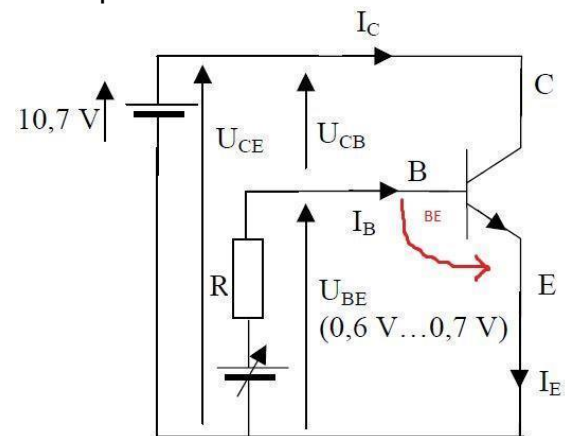 I_C
C
10,7 V
U_CE
U_CB
B
BE
I_B
R
U_BE
E
(0,6 V…0,7 V)
I_E